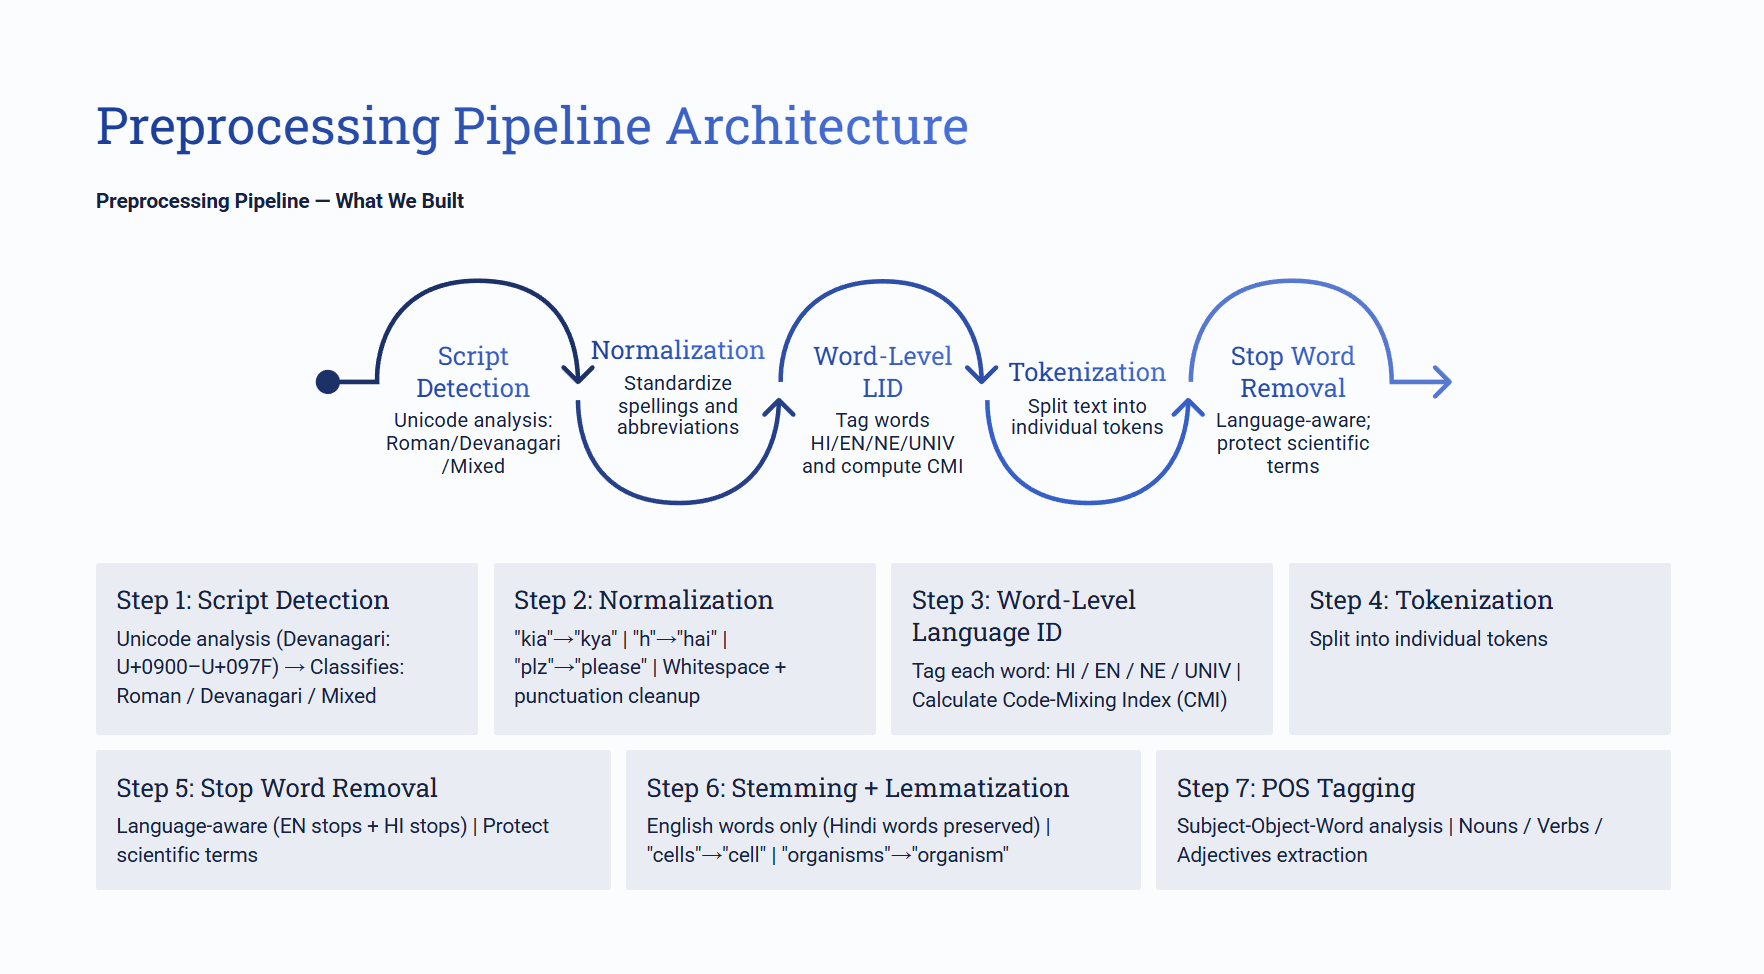 Preprocessing Pipeline Architecture
Preprocessing Pipeline — What We Built
Script
Detection
Unicode analysis:
Roman/Devanagari
/Mixed
Normalization
Standardize
spellings and
abbreviations
Word-Level
LID
Tag words
HI/EN/NE/UNIV
and compute CMI
Tokenization
Split text into
individual tokens
Stop Word
Removal
Language-aware;
protect scientific
terms
Step 1: Script Detection
Unicode analysis (Devanagari:
U+0900–U+097F) → Classifies:
Roman / Devanagari / Mixed
Step 2: Normalization
"kia"→"kya" | "h"→"hai" |
"plz"→"please" | Whitespace +
punctuation cleanup
Step 3: Word-Level
Language ID
Tag each word: HI / EN / NE / UNIV |
Calculate Code-Mixing Index (CMI)
Step 4: Tokenization
Split into individual tokens
Step 5: Stop Word Removal
Language-aware (EN stops + HI stops) | Protect
scientific terms
Step 6: Stemming + Lemmatization
English words only (Hindi words preserved) |
"cells"→"cell" | "organisms"→"organism"
Step 7: POS Tagging
Subject-Object-Word analysis | Nouns / Verbs /
Adjectives extraction